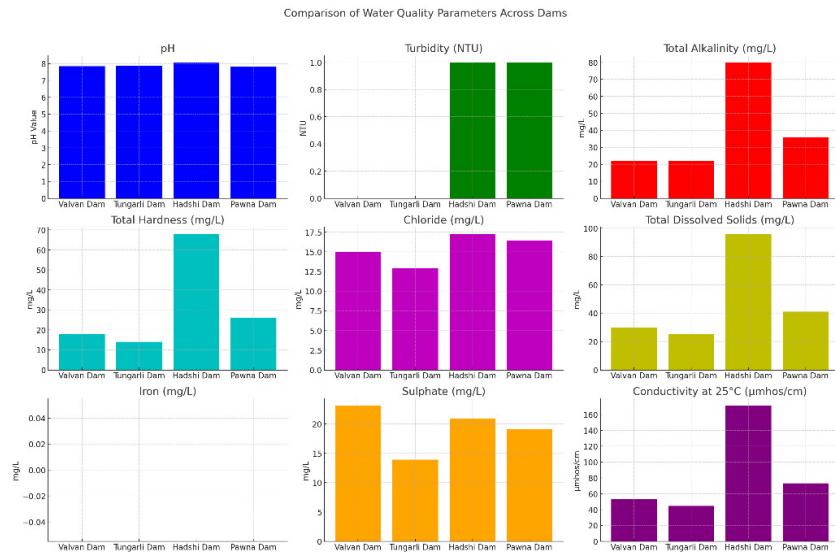 Comparison of Water Quality Parameters Across Dams
pH
8
7
6
5
4
3
2
1
0
pH Value
Valvan Dam Tungarli Dam Hadshi Dam Pawna Dam
Turbidity (NTU)
1.0
0.8
0.6
0.4
0.2
0.0
NTU
Valvan Dam Tungarli Dam Hadshi Dam Pawna Dam
Total Alkalinity (mg/L)
80
70
60
50
40
30
20
10
0
mg/L
Valvan Dam Tungarli Dam Hadshi Dam Pawna Dam
Total Hardness (mg/L)
70
60
50
40
30
20
10
0
mg/L
Valvan Dam Tungarli Dam Hadshi Dam Pawna Dam
Chloride (mg/L)
17.5
15.0
12.5
10.0
7.5
5.0
2.5
0.0
mg/L
Valvan Dam Tungarli Dam Hadshi Dam Pawna Dam
Total Dissolved Solids (mg/L)
100
80
60
40
20
0
mg/L
Valvan Dam Tungarli Dam Hadshi Dam Pawna Dam
Iron (mg/L)
0.04
0.02
0.00
−0.02
−0.04
mg/L
Valvan Dam Tungarli Dam Hadshi Dam Pawna Dam
Sulphate (mg/L)
20
15
10
5
0
mg/L
Valvan Dam Tungarli Dam Hadshi Dam Pawna Dam
Conductivity at 25°C (µmhos/cm)
160
140
120
100
80
60
40
20
0
µmhos/cm
Valvan Dam Tungarli Dam Hadshi Dam Pawna Dam